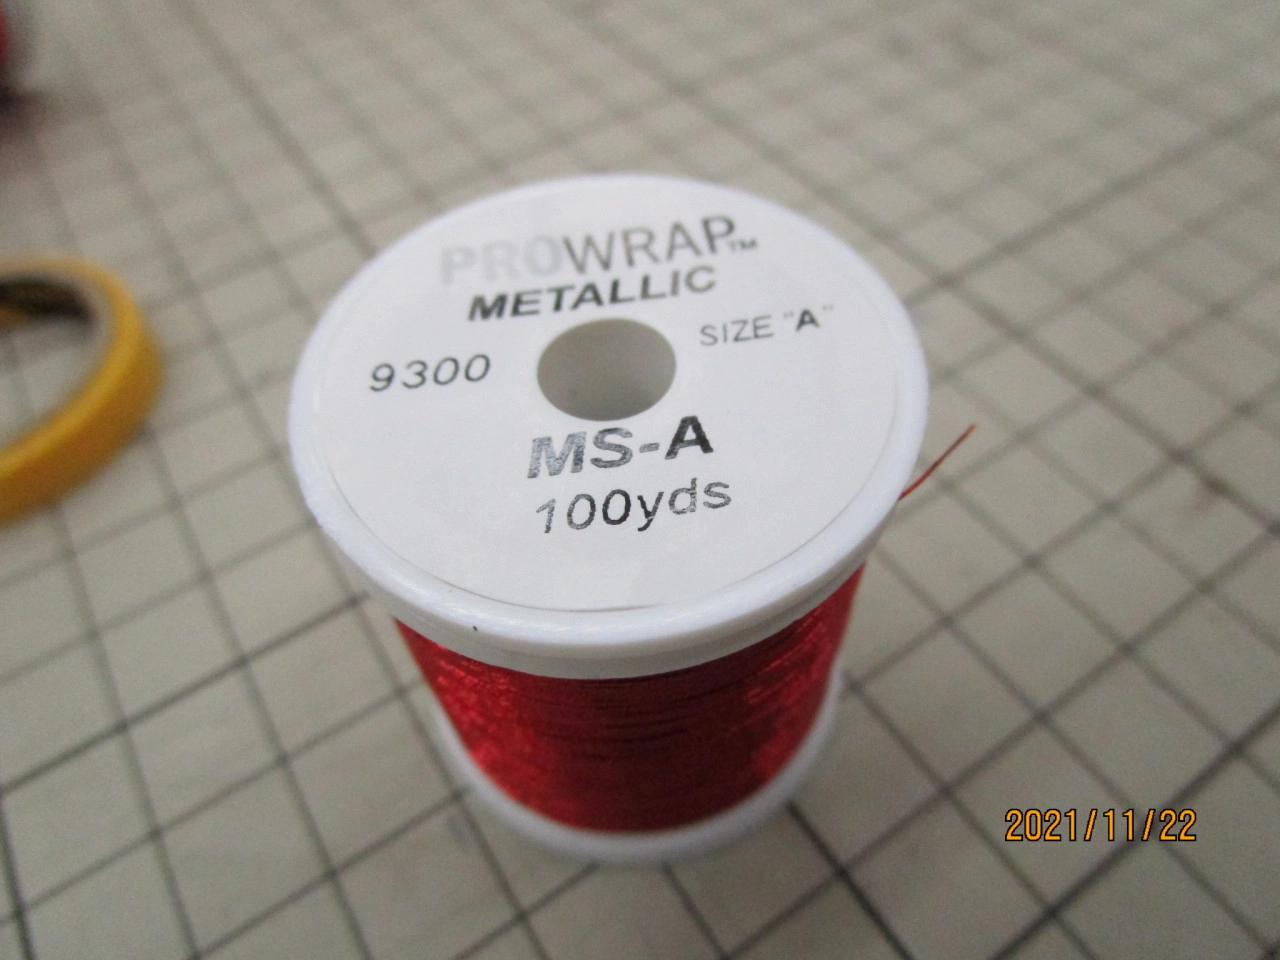 PROWRAP™
METALLIC
9300
SIZE "A"
MS-A
100yds
2021/11/22